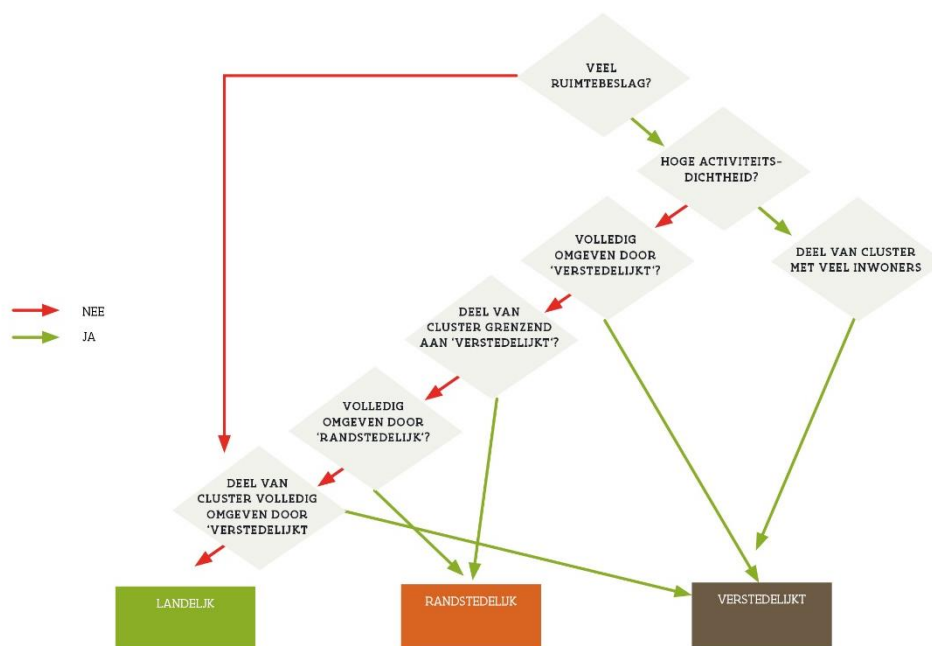 VEEL
RUIMTEBESLAG?
HOGE ACTIVITEITS-
DICHTHEID?
VOLLEDIG
OMGEVEN DOOR
'VERSTEDELIJKT'?
DEEL VAN CLUSTER
MET VEEL INWONERS
DEEL VAN
CLUSTER GRENZEND
AAN 'VERSTEDELIJKT'?
NEE
JA
VOLLEDIG
OMGEVEN DOOR
'RANDSTEDELIJK'?
DEEL VAN
CLUSTER VOLLEDIG
OMGEVEN DOOR
'VERSTEDELIJKT
LANDELIJK
RANDSTEDELIJK
VERSTEDELIJKT